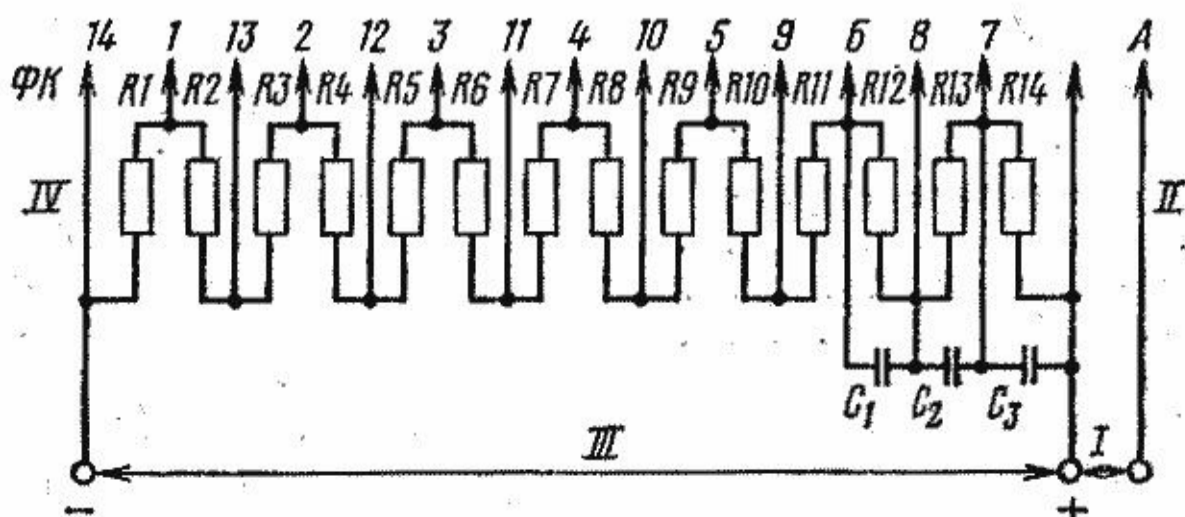 14 1 13 2 12 3 11 4 10 5 9 6 8 7 A
ФК R1 R2 R3 R4 R5 R6 R7 R8 R9 R10 R11 R12 R13 R14
IV II
C1 C2 C3
III I
- +